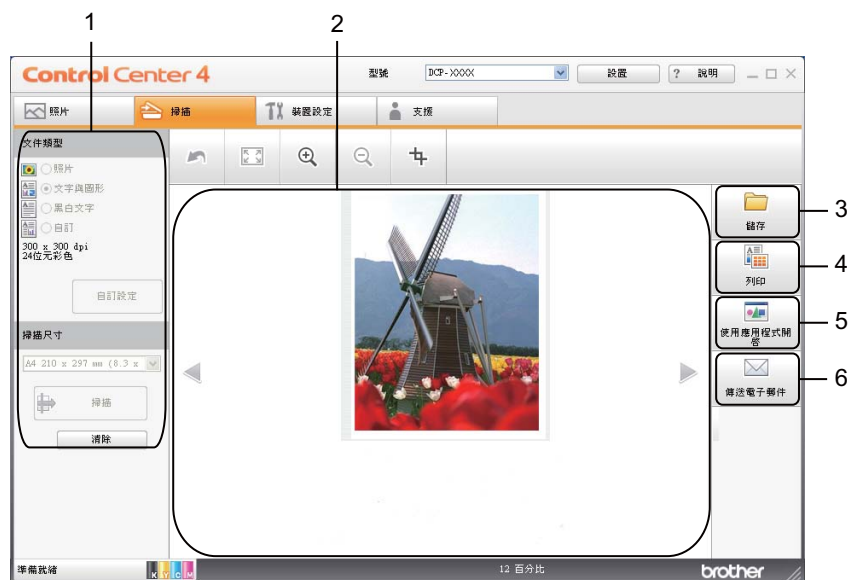 1
2
Control Center 4
型號
DCP-XXXX
設置
? 說明
照片
掃描
裝置設定
支援
文件類型
照片
文字與圖形
黑白文字
自訂
300 x 300 dpi
24位元彩色
自訂設定
掃描尺寸
A4 210 x 297 mm (8.3 x
掃描
清除
儲存
3
列印
4
使用應用程式開
啓
5
傳送電子郵件
6
準備就緒
K Y C M
12 百分比
brother